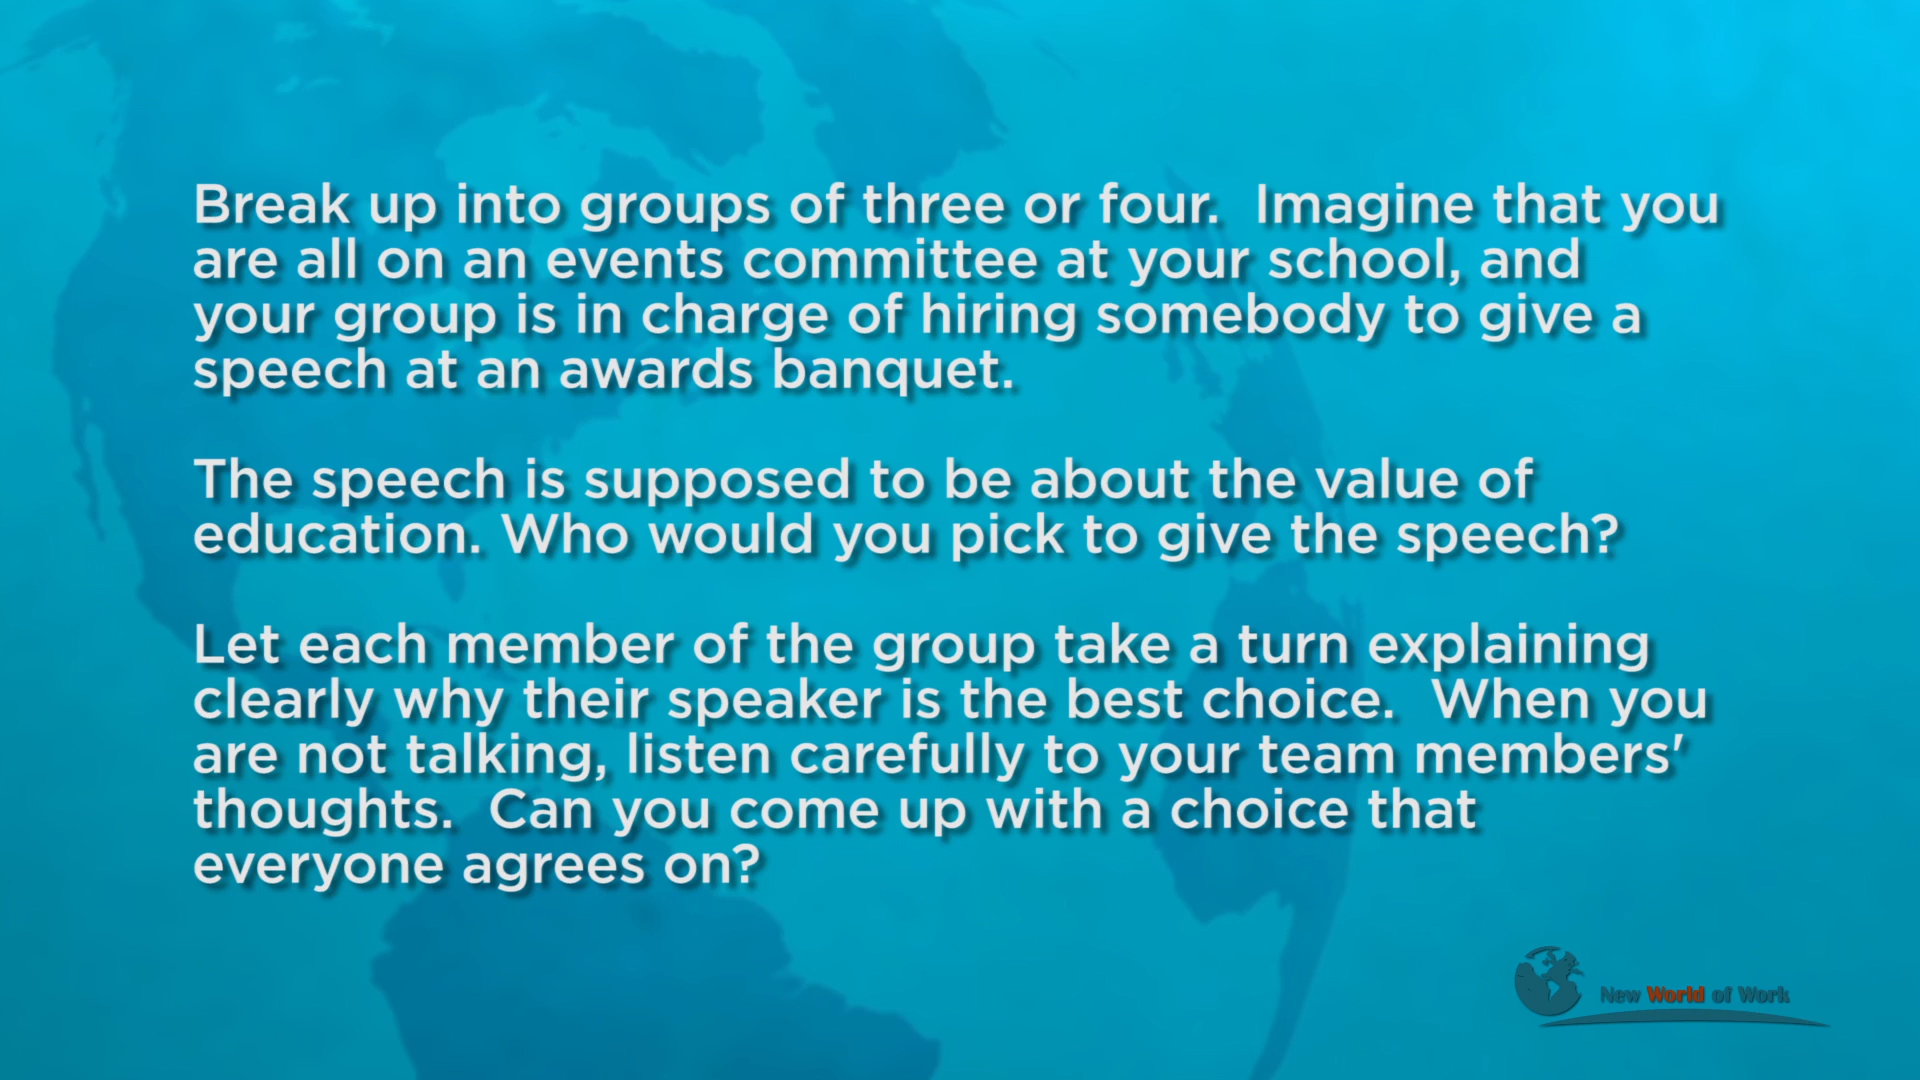 Break up into groups of three or four.  Imagine that you
are all on an events committee at your school, and
your group is in charge of hiring somebody to give a
speech at an awards banquet.
The speech is supposed to be about the value of
education. Who would you pick to give the speech?
Let each member of the group take a turn explaining
clearly why their speaker is the best choice.  When you
are not talking, listen carefully to your team members'
thoughts.  Can you come up with a choice that
everyone agrees on?
New World of Work